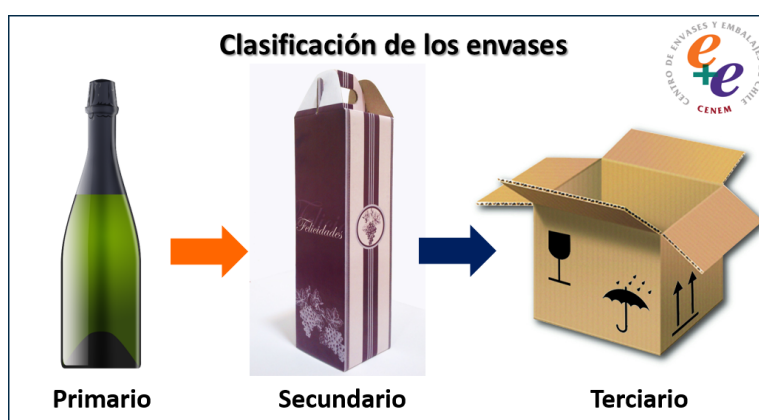 Clasificación de los envases
CENTRO DE ENVASES Y EMBALAJES DE CHILE
e+e
CENEM
Felicidades
Primario
Secundario
Terciario